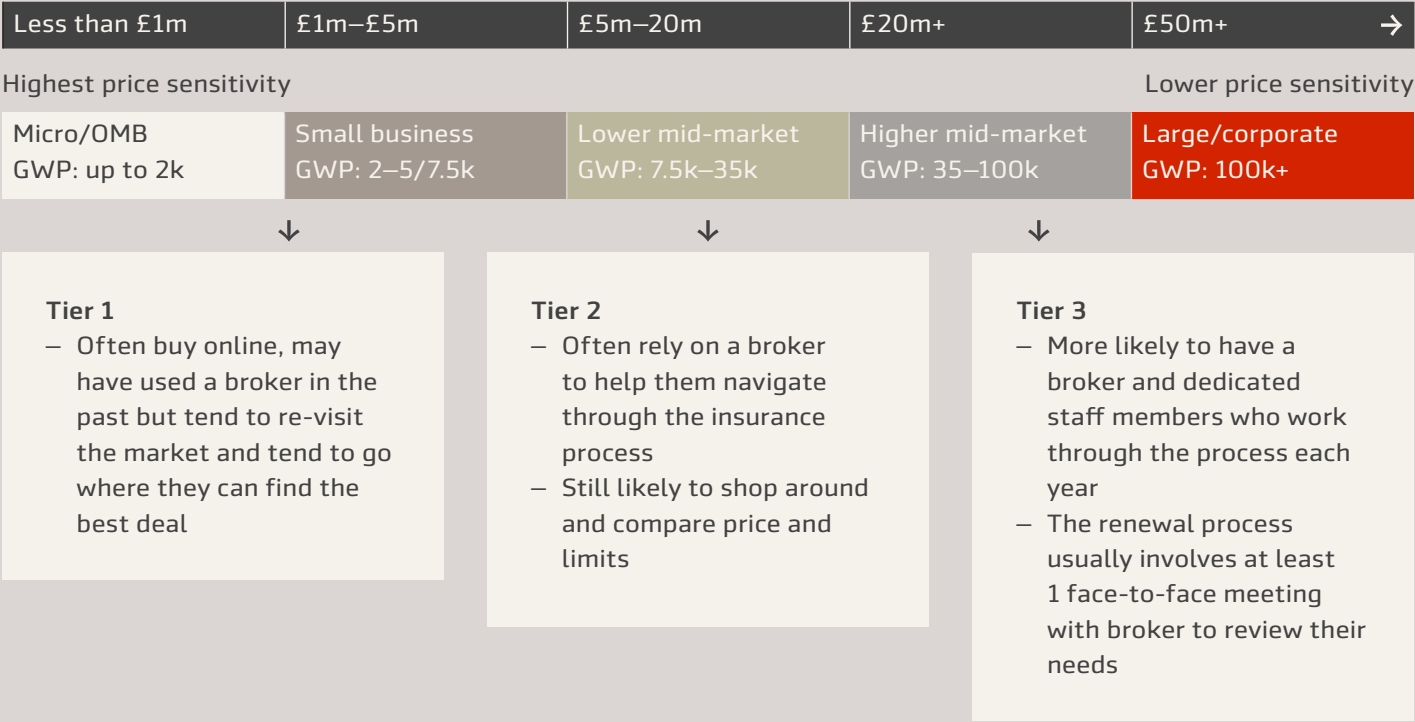 Less than £1m
£1m–£5m
£5m–20m
£20m+
£50m+ →
Highest price sensitivity
Lower price sensitivity
Micro/OMB
GWP: up to 2k
Small business
GWP: 2–5/7.5k
Lower mid-market
GWP: 7.5k–35k
Higher mid-market
GWP: 35–100k
Large/corporate
GWP: 100k+
Tier 1
– Often buy online, may
have used a broker in the
past but tend to re-visit
the market and tend to go
where they can find the
best deal
Tier 2
– Often rely on a broker
to help them navigate
through the insurance
process
– Still likely to shop around
and compare price and
limits
Tier 3
– More likely to have a
broker and dedicated
staff members who work
through the process each
year
– The renewal process
usually involves at least
1 face-to-face meeting
with broker to review their
needs